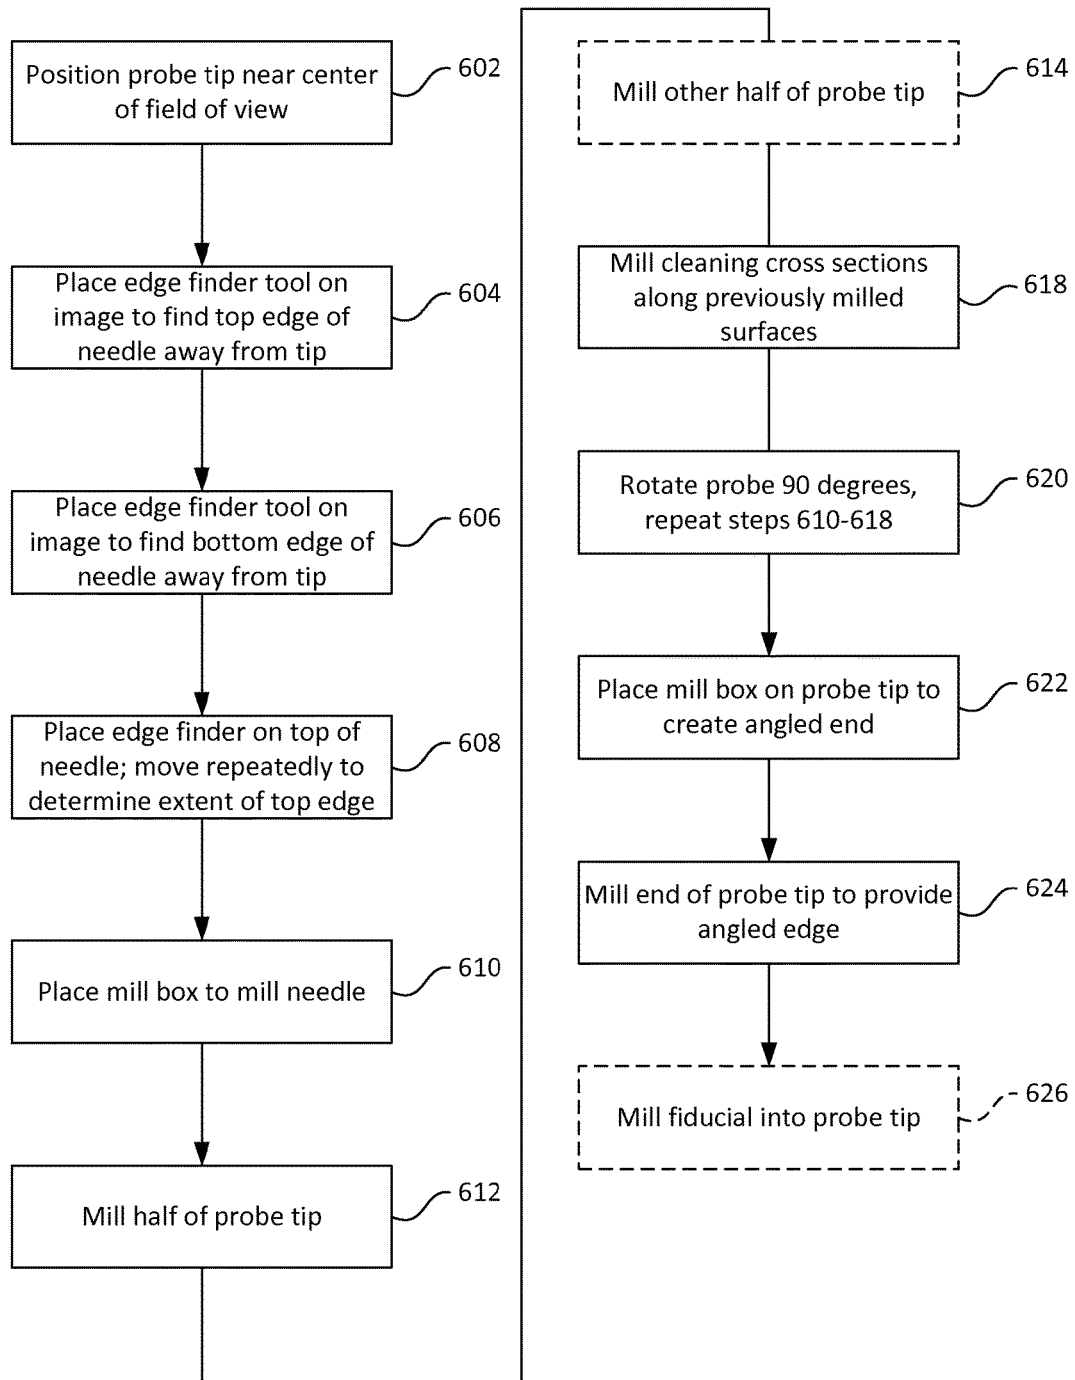 Position probe tip near center
of field of view
602
Place edge finder tool on
image to find top edge of
needle away from tip
604
Place edge finder tool on
image to find bottom edge of
needle away from tip
606
Place edge finder on top of
needle; move repeatedly to
determine extent of top edge
608
Place mill box to mill needle
610
Mill half of probe tip
612
Mill other half of probe tip
614
Mill cleaning cross sections
along previously milled
surfaces
618
Rotate probe 90 degrees,
repeat steps 610-618
620
Place mill box on probe tip to
create angled end
622
Mill end of probe tip to provide
angled edge
624
Mill fiducial into probe tip
626